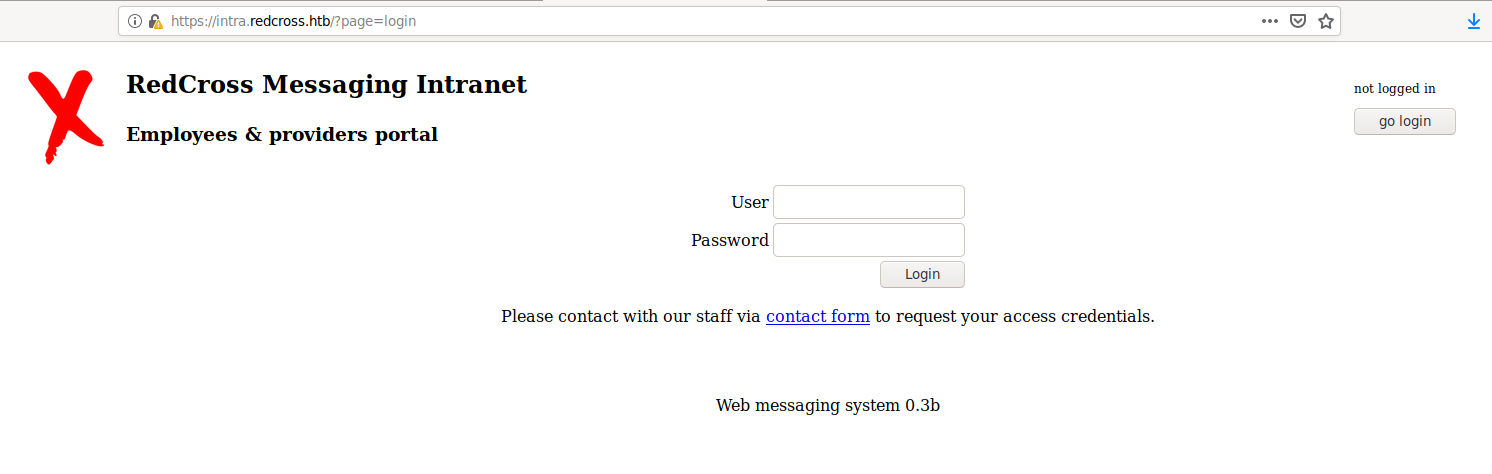 https://intra.redcross.htb/?page=login
RedCross Messaging Intranet
not logged in
go login
Employees & providers portal
User
Password
Login
Please contact with our staff via contact form to request your access credentials.
Web messaging system 0.3b